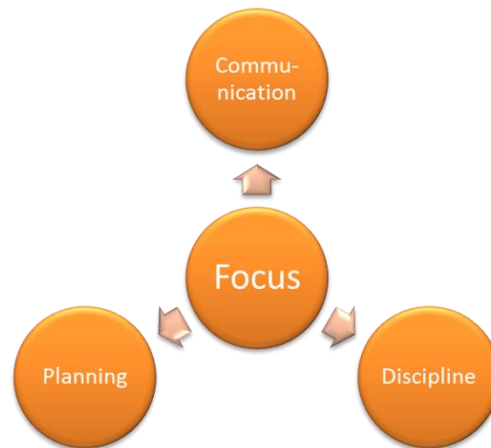 Commu-
nication
Focus
Planning
Discipline